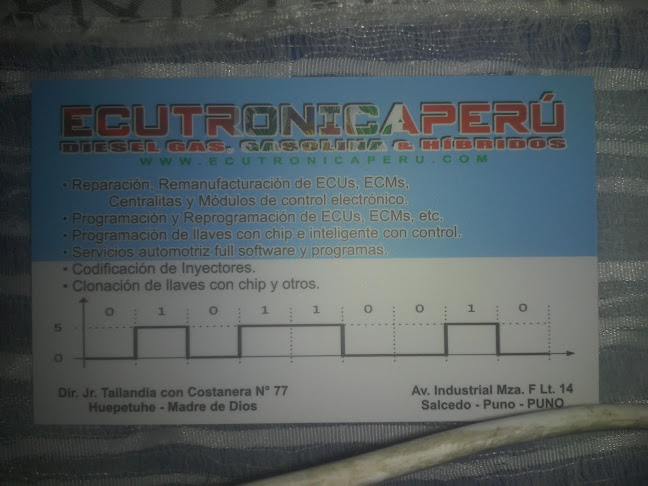 ECUTRONICAPERÚ
DIESEL GAS, GASOLINA E HÍBRIDOS
WWW.ECUTRONICAPERU.COM
• Reparación, Remanufacturación de ECUs, ECMs,
Centralitas y Módulos de control electrónico.
• Programación y Reprogramación de ECUs, ECMs, etc.
• Programación de llaves con chip e inteligente con control.
• Servicios automotriz full software y programas.
• Codificación de Inyectores.
• Clonación de llaves con chip y otros.
0 1 0 1 1 0 0 1 0
5
0
Dir. Jr. Tailandia con Costanera N° 77
Huepetuhe - Madre de Dios
Av. Industrial Mza. F Lt. 14
Salcedo - Puno - PUNO